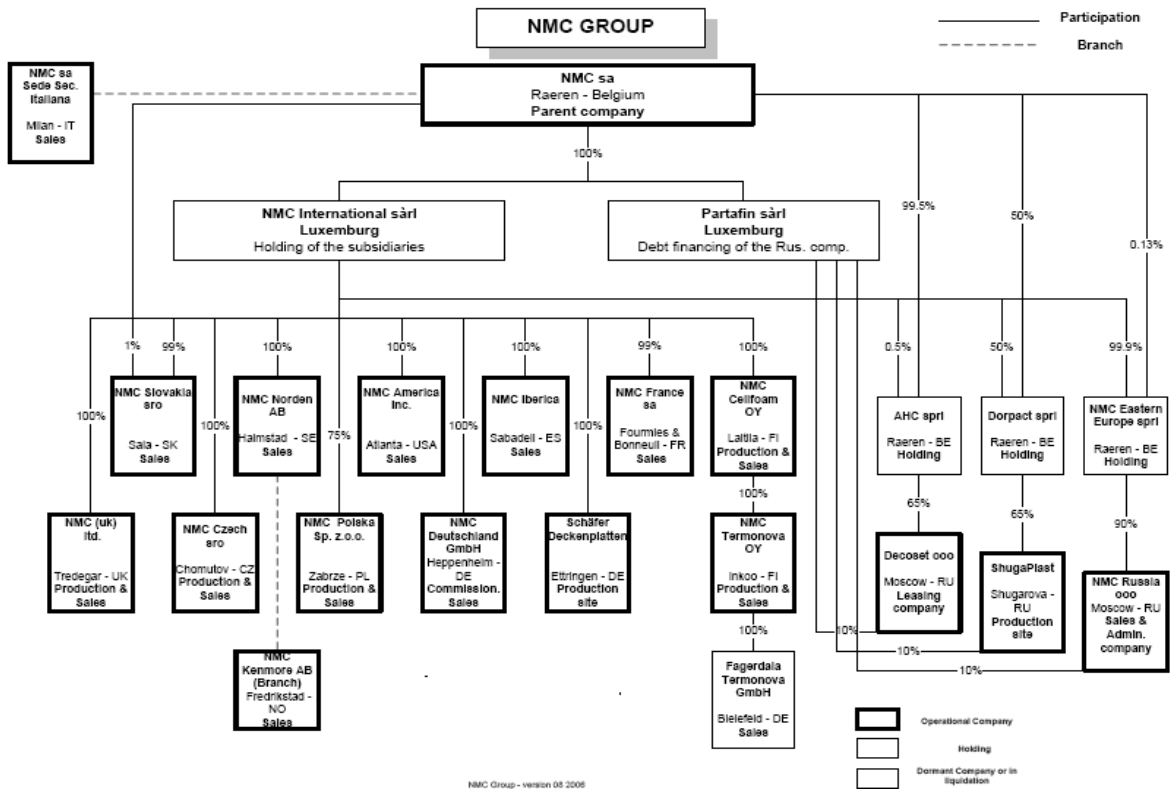 NMC GROUP
Participation
Branch
NMC sa
Sede Sec.
Italiana
Milan - IT
Sales
NMC sa
Raeren - Belgium
Parent company
100%
NMC International sàrl
Luxemburg
Holding of the subsidiaries
Partafin sàrl
Luxemburg
Debt financing of the Rus. comp.
99.5%
50%
0.13%
1%
99%
100%
100%
100%
99%
100%
0.5%
50%
99.9%
NMC Slovakia
sro
Sala - SK
Sales
NMC Norden
AB
Halmstad - SE
Sales
NMC America
Inc.
Atlanta - USA
Sales
NMC Iberica
Sabadell - ES
Sales
NMC France
sa
Fourmies &
Bonneuil - FR
Sales
NMC
Cellfoam
OY
Laitila - FI
Production &
Sales
AHC sprl
Raeren - BE
Holding
Dorpact sprl
Raeren - BE
Holding
NMC Eastern
Europe sprl
Raeren - BE
Holding
100%
100%
75%
100%
100%
100%
65%
65%
90%
NMC (uk)
ltd.
Tredegar - UK
Production &
Sales
NMC Czech
sro
Chomutov - CZ
Production &
Sales
NMC Polska
Sp. z.o.o.
Zabrze - PL
Production &
Sales
NMC
Deutschland
GmbH
Heppenheim -
DE
Commission.
Sales
Schäfer
Deckenplatten
Ettringen - DE
Production
site
NMC
Termonova
OY
Inkoo - FI
Production &
Sales
Decoset ooo
Moscow - RU
Leasing
company
ShugaPlast
Shugarova -
RU
Production
site
NMC Russia
ooo
Moscow - RU
Sales &
Admin.
company
100%
10%
10%
10%
NMC
Kenmore AB
(Branch)
Fredrikstad -
NO
Sales
Fagerdala
Termonova
GmbH
Bielefeld - DE
Sales
Operational Company
Holding
Dormant Company or in
liquidation
NMC Group - version 08 2006